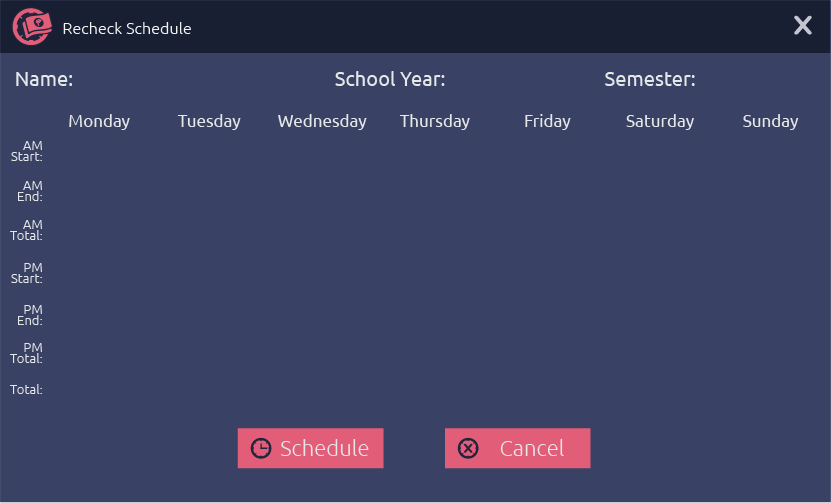 Recheck Schedule
Name: School Year: Semester:
Monday Tuesday Wednesday Thursday Friday Saturday Sunday
AM
Start:
AM
End:
AM
Total:
PM
Start:
PM
End:
PM
Total:
Total:
Schedule Cancel